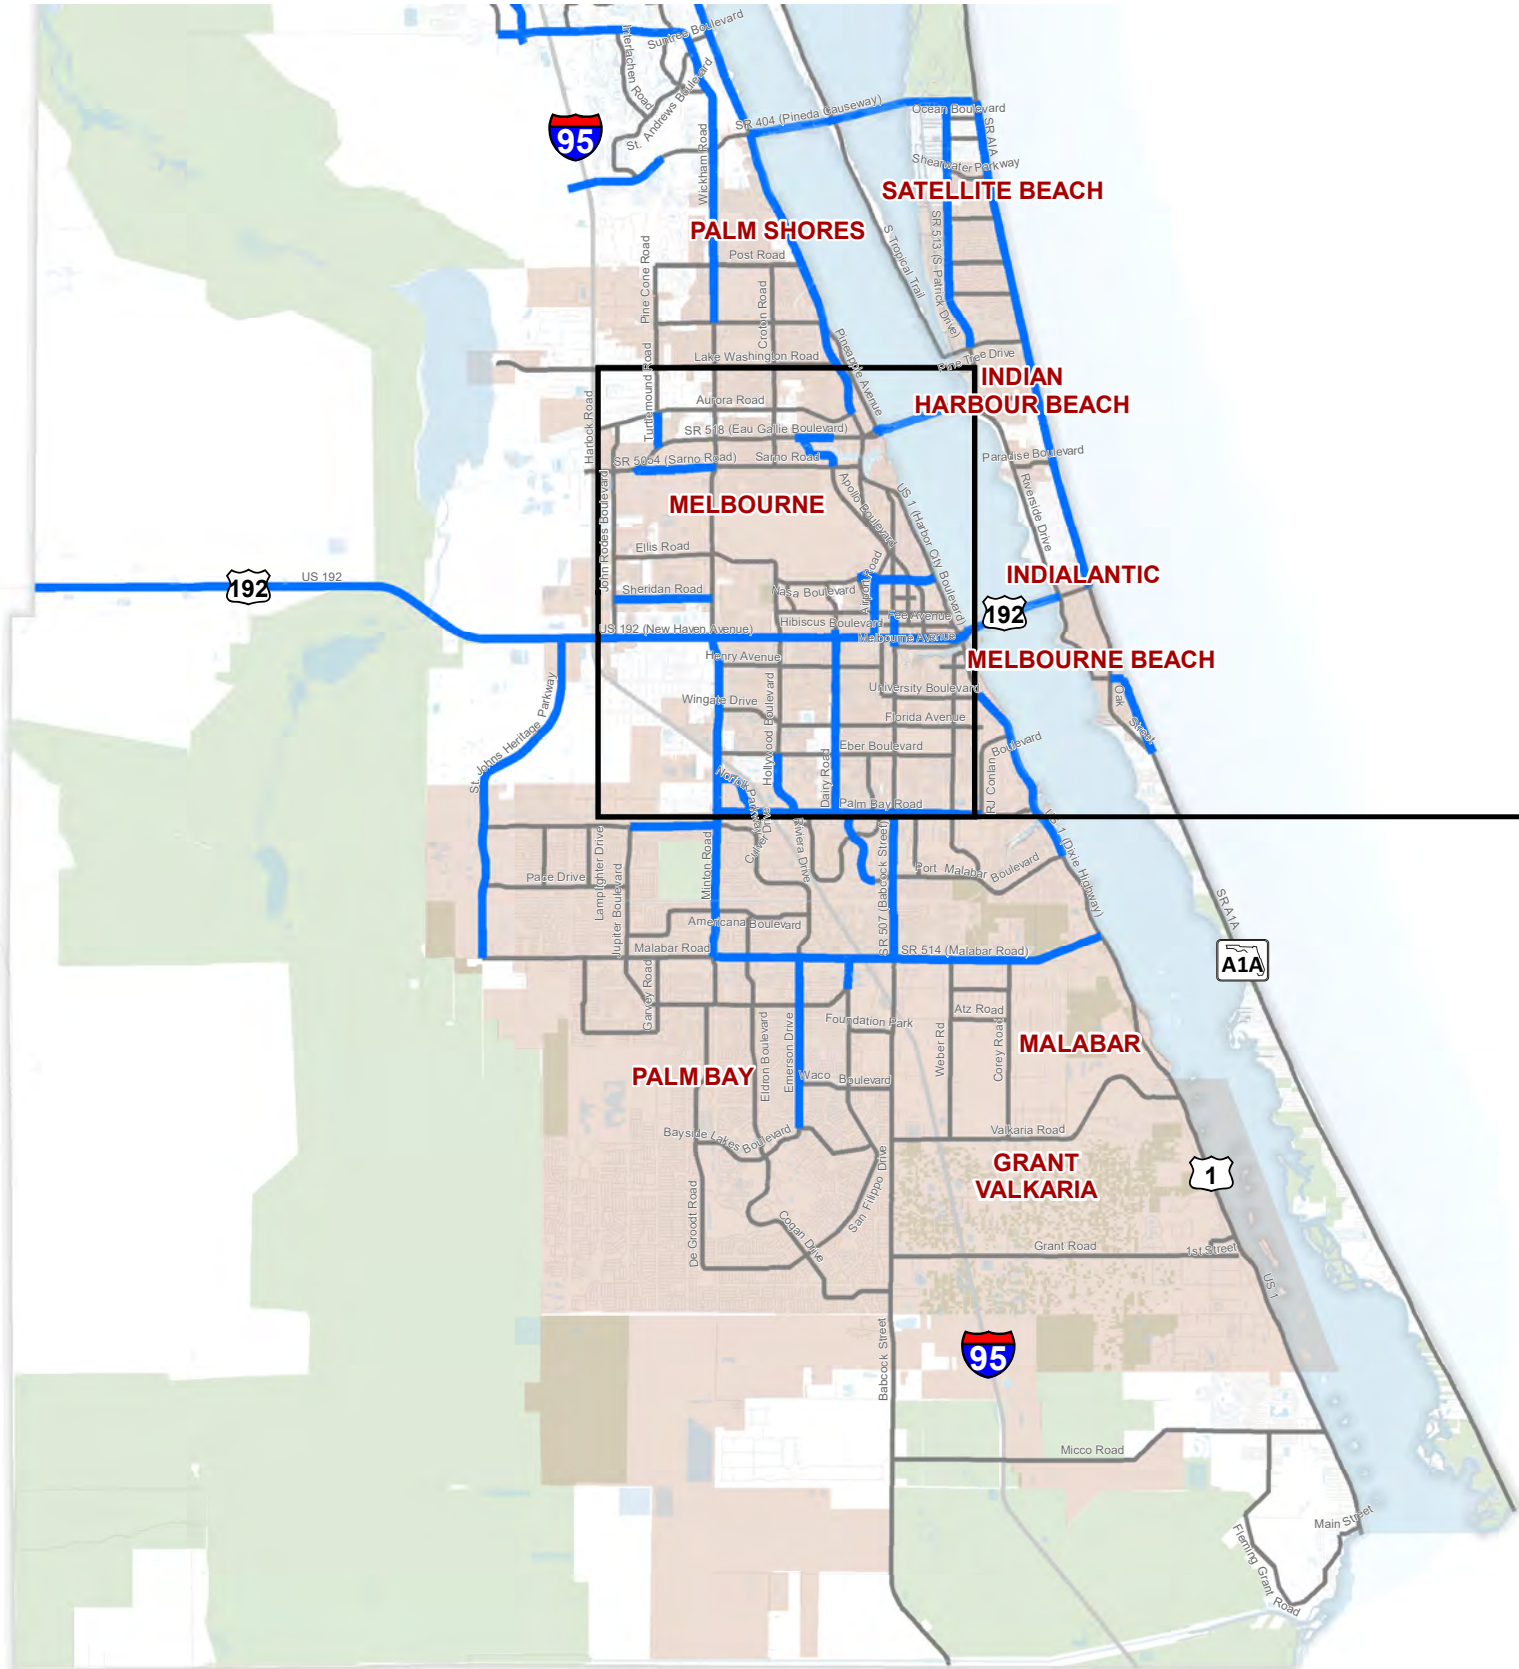 Suntree Boulevard
Interlachen Road
St. Andrews Boulevard
95
SR 404 (Pineda Causeway)
Ocean Boulevard
SR A1A
Wickham Road
Shearwater Parkway
SATELLITE BEACH
PALM SHORES
SR 513 (S Patrick Drive)
S Tropical Trail
Post Road
Pine Cone Road
Croton Road
Pineapple Avenue
Lake Washington Road
Pine Tree Drive
Turtlemound Road
INDIAN
HARBOUR BEACH
Aurora Road
Harlock Road
SR 518 (Eau Gallie Boulevard)
SR 5054 (Sarno Road)
Sarno Road
Paradise Boulevard
Riverside Drive
MELBOURNE
Apollo Boulevard
US 1 (Harbor City Boulevard)
John Rodes Boulevard
Ellis Road
Airport Road
INDIALANTIC
192
US 192
Sheridan Road
Nasa Boulevard
192
Fee Avenue
Hibiscus Boulevard
US 192 (New Haven Avenue)
Melbourne Avenue
Henry Avenue
MELBOURNE BEACH
University Boulevard
Wingate Drive
Hollywood Boulevard
Oak Street
Florida Avenue
St. Johns Heritage Parkway
Eber Boulevard
RJ Conlan Boulevard
Dairy Road
Norfolk Parkway
Palm Bay Road
Culver Drive
Riviera Drive
US 1 (Dixie Highway)
Minton Road
Lamplighter Drive
Jupiter Boulevard
Pace Drive
SR 507 (Babcock Street)
Port Malabar Boulevard
Americana Boulevard
SR A1A
Malabar Road
SR 514 (Malabar Road)
A1A
Garvey Road
Atz Road
Foundation Park
Weber Rd
Corey Road
MALABAR
Eldron Boulevard
Emerson Drive
PALM BAY
Waco Boulevard
Bayside Lakes Boulevard
Valkaria Road
GRANT
VALKARIA
1
San Filippo Drive
De Groodt Road
Cogan Drive
Grant Road
1st Street
US 1
Babcock Street
95
Micco Road
Main Street
Fleming Grant Road